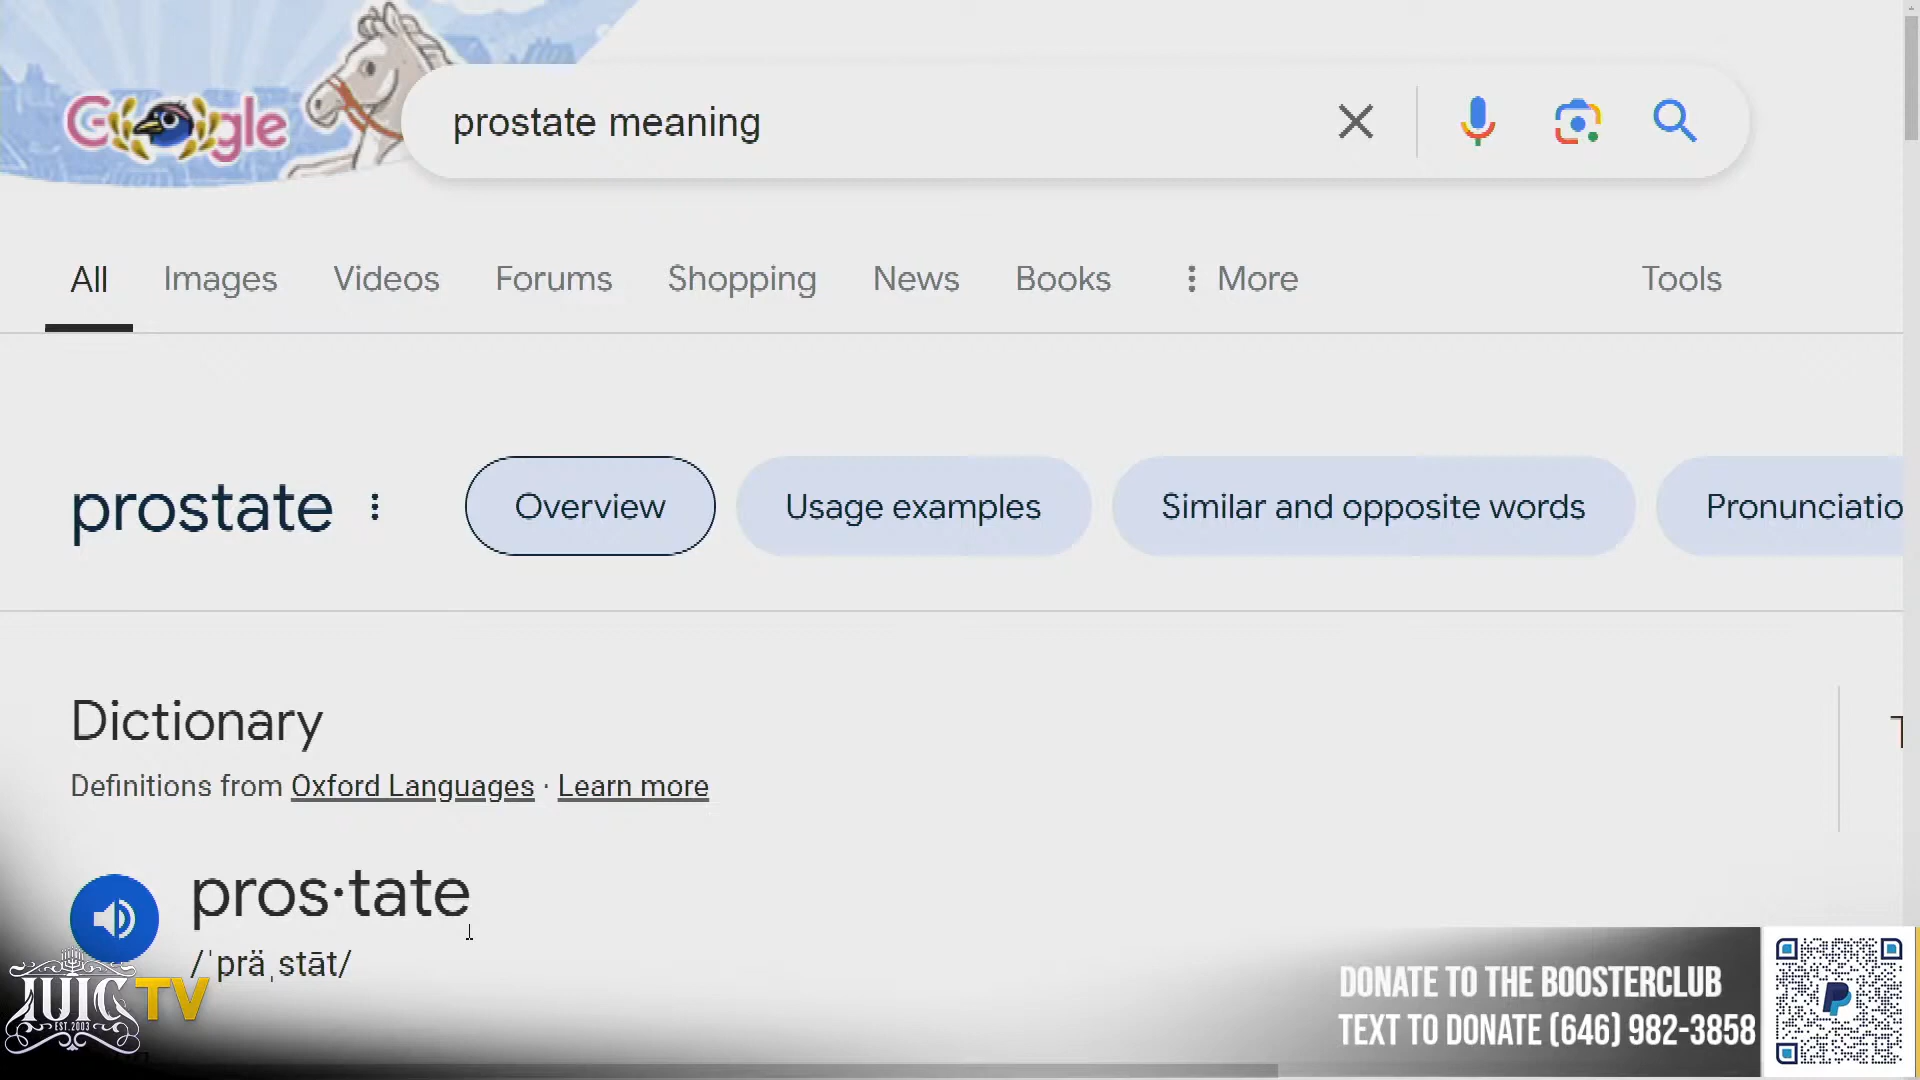 Google
prostate meaning
All Images Videos Forums Shopping News Books More Tools
prostate Overview Usage examples Similar and opposite words Pronunciatio
Dictionary
Definitions from Oxford Languages · Learn more
pros·tate
/ˈpräˌstāt/
IUIC TV
EST. 2003
DONATE TO THE BOOSTERCLUB
TEXT TO DONATE (646) 982-3858